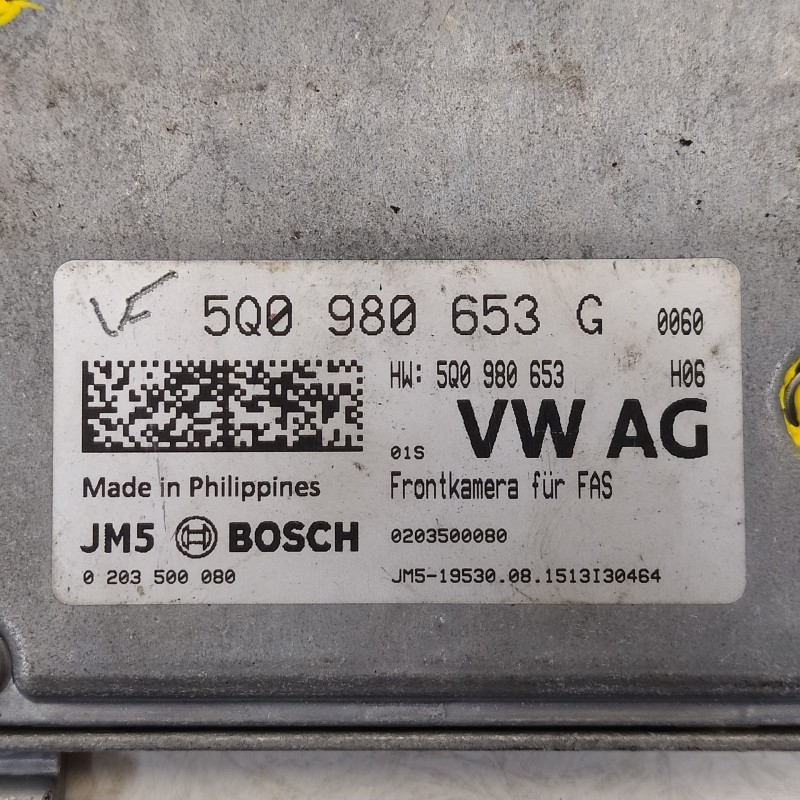 VF 5Q0 980 653 G 0060
HW: 5Q0 980 653 H06
01S VW AG
Made in Philippines Frontkamera für FAS
JM5 BOSCH 0203500080
0 203 500 080 JM5-19530.08.1513I30464